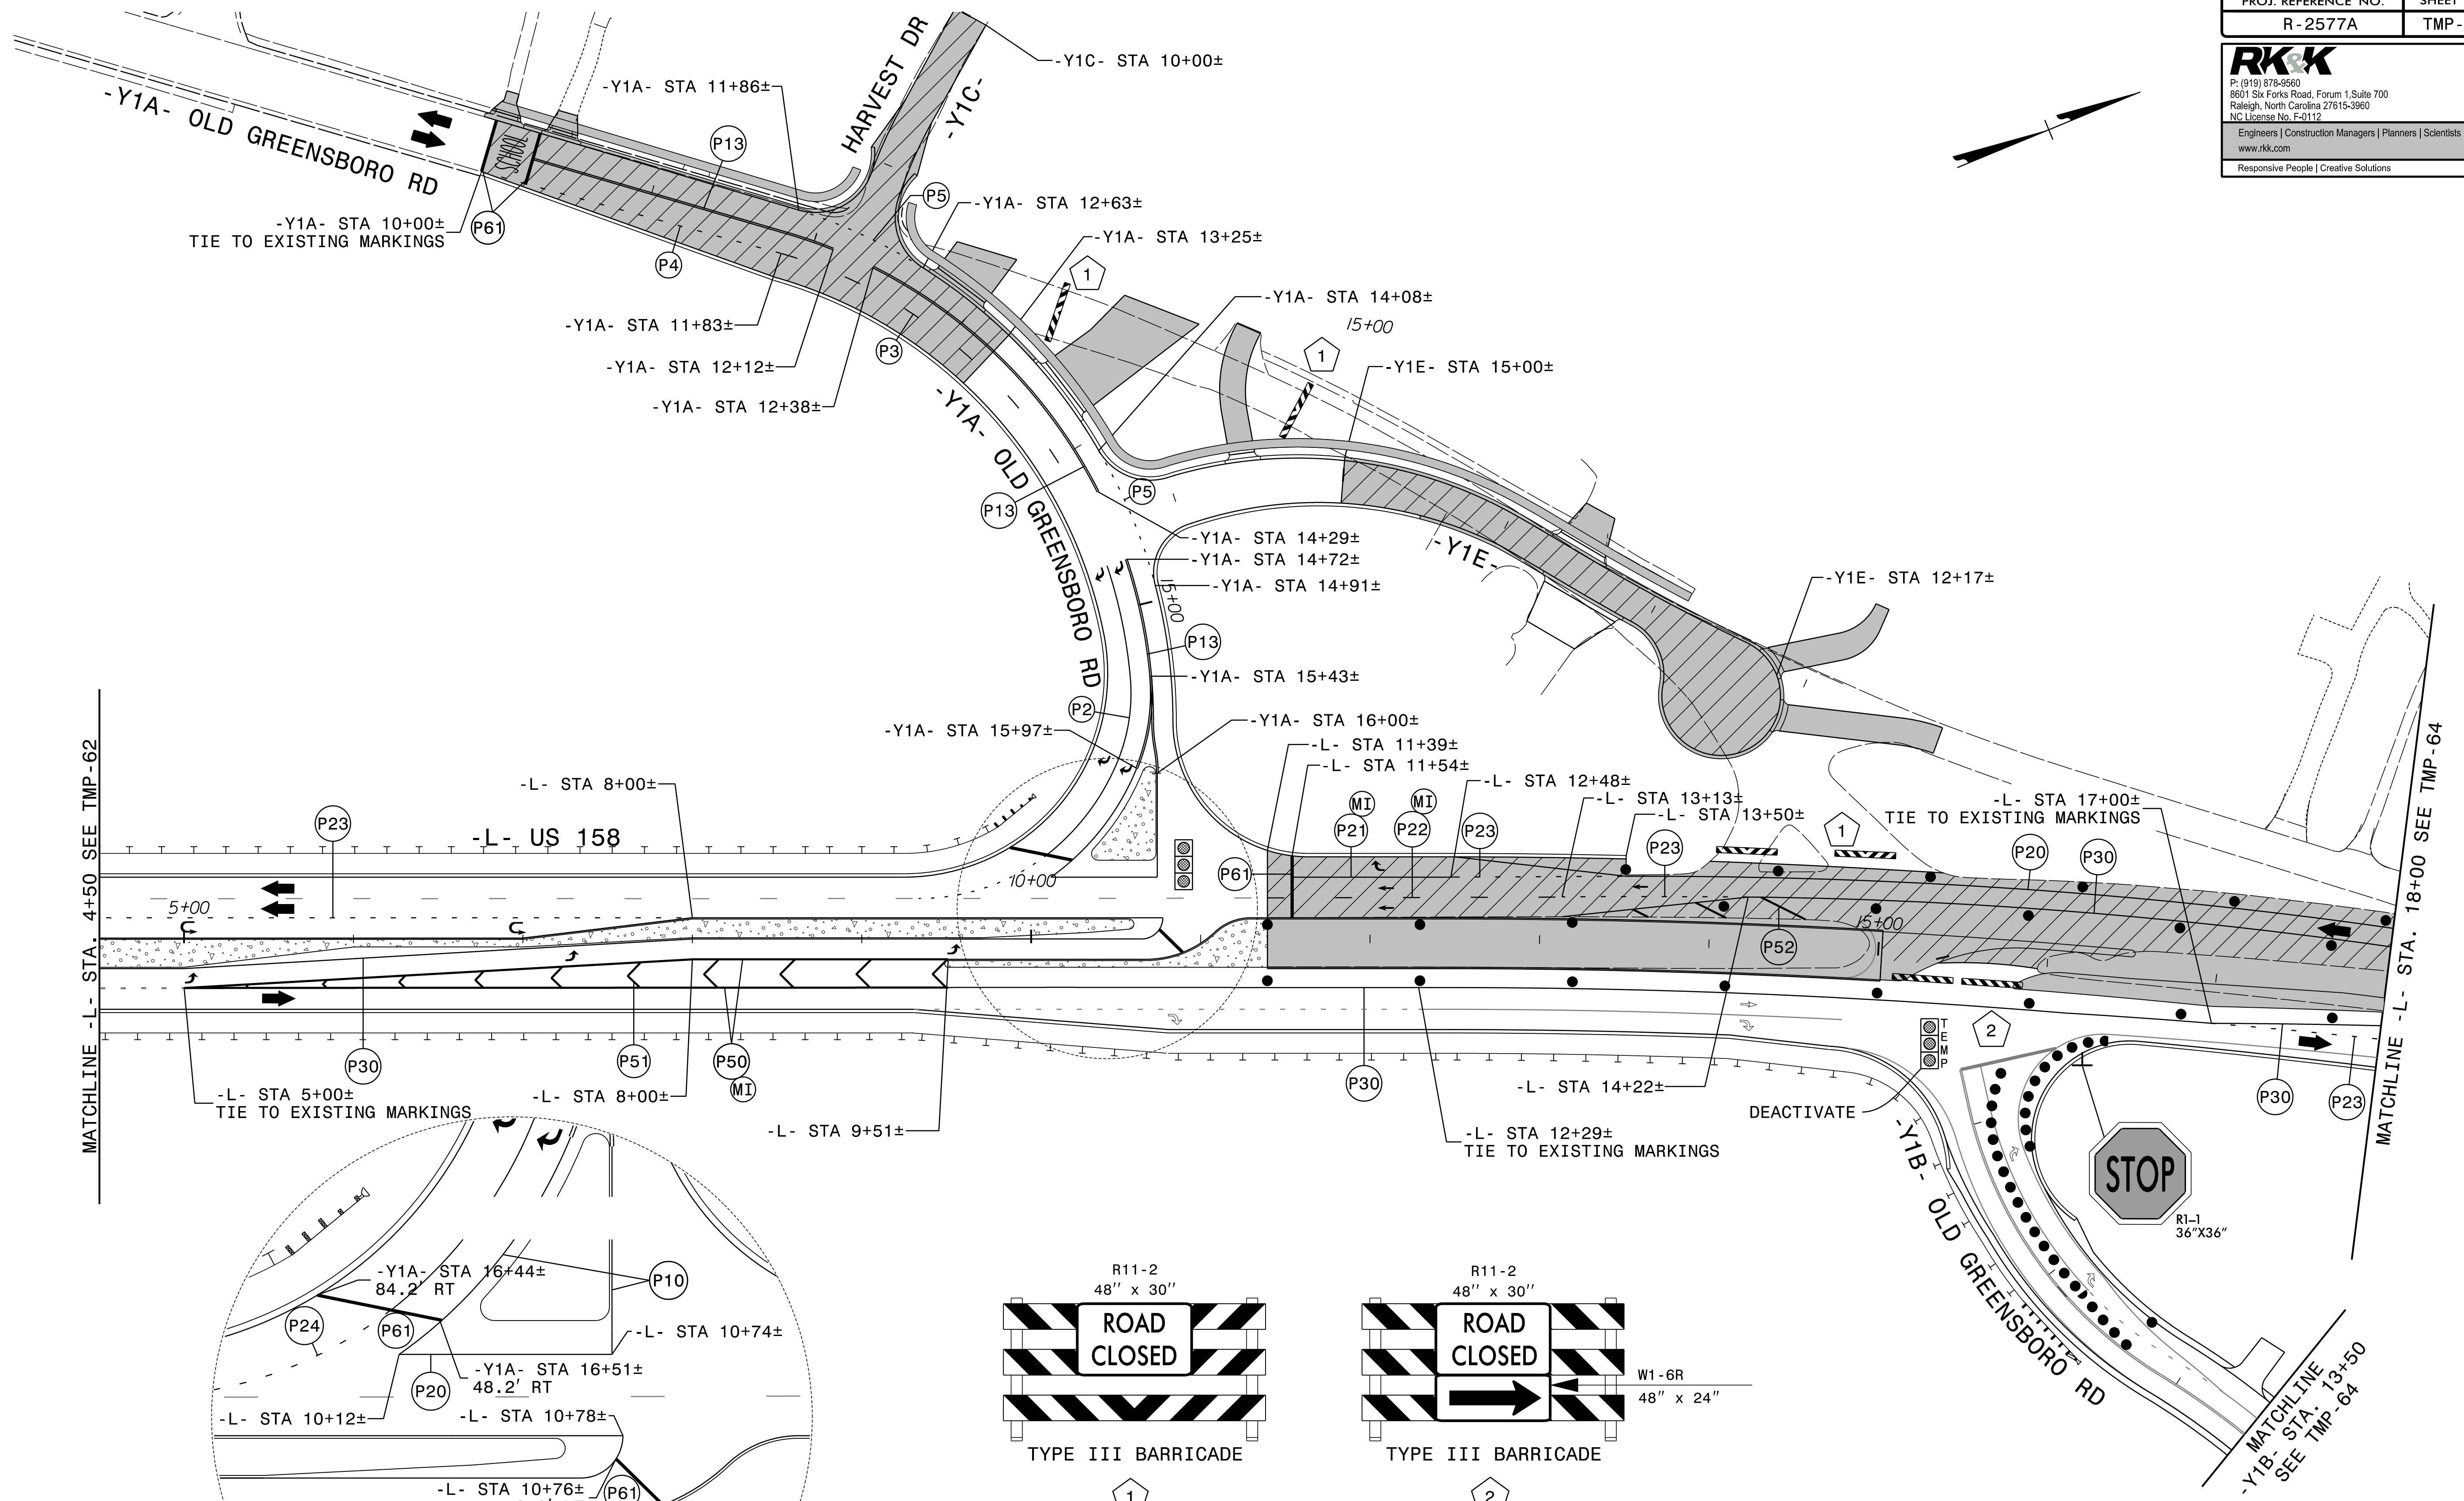 PROJ. REFERENCE NO.
SHEET
R-2577A
TMP-
RK&K
P: (919) 878-9560
8601 Six Forks Road, Forum 1,Suite 700
Raleigh, North Carolina 27615-3960
NC License No. F-0112
Engineers | Construction Managers | Planners | Scientists
www.rkk.com
Responsive People | Creative Solutions
-Y1A- OLD GREENSBORO RD
-Y1A- STA 11+86±
HARVEST DR
-Y1C-
-Y1C- STA 10+00±
SCHOOL
P13
P5
-Y1A- STA 12+63±
-Y1A- STA 13+25±
-Y1A- STA 10+00±
TIE TO EXISTING MARKINGS
P61
P4
1
-Y1A- STA 14+08±
15+00
-Y1A- STA 11+83±
P3
1
-Y1A- STA 12+12±
-Y1E- STA 15+00±
-Y1A- STA 12+38±
-Y1A- OLD GREENSBORO RD
P13
P5
-Y1A- STA 14+29±
-Y1A- STA 14+72±
-Y1A- STA 14+91±
15+00
-Y1E-
-Y1E- STA 12+17±
P13
-Y1A- STA 15+43±
P2
-Y1A- STA 15+97±
-Y1A- STA 16+00±
MATCHLINE -L- STA. 4+50 SEE TMP-62
-L- STA 8+00±
P23
-L- US 158
5+00
10+00
-L- STA 11+39±
-L- STA 11+54±
-L- STA 12+48±
-L- STA 13+13±
-L- STA 13+50±
MI
P21
MI
P22
P23
P23
P61
1
-L- STA 17+00±
TIE TO EXISTING MARKINGS
P20
P30
15+00
P52
MATCHLINE -L- STA. 18+00 SEE TMP-64
P30
P51
P50
MI
-L- STA 5+00±
TIE TO EXISTING MARKINGS
-L- STA 8+00±
-L- STA 9+51±
P30
-L- STA 14+22±
-L- STA 12+29±
TIE TO EXISTING MARKINGS
TEMP
2
DEACTIVATE
P30
P23
-Y1B- OLD GREENSBORO RD
STOP
R1-1
36"X36"
MATCHLINE
-Y1B- STA. 13+50
SEE TMP-64
-Y1A- STA 16+44±
84.2' RT
P10
P24
P61
-L- STA 10+74±
-Y1A- STA 16+51±
48.2' RT
P20
-L- STA 10+12±
-L- STA 10+78±
-L- STA 10+76±
P61
R11-2
48" x 30"
ROAD
CLOSED
TYPE III BARRICADE
1
R11-2
48" x 30"
ROAD
CLOSED
W1-6R
48" x 24"
TYPE III BARRICADE
2